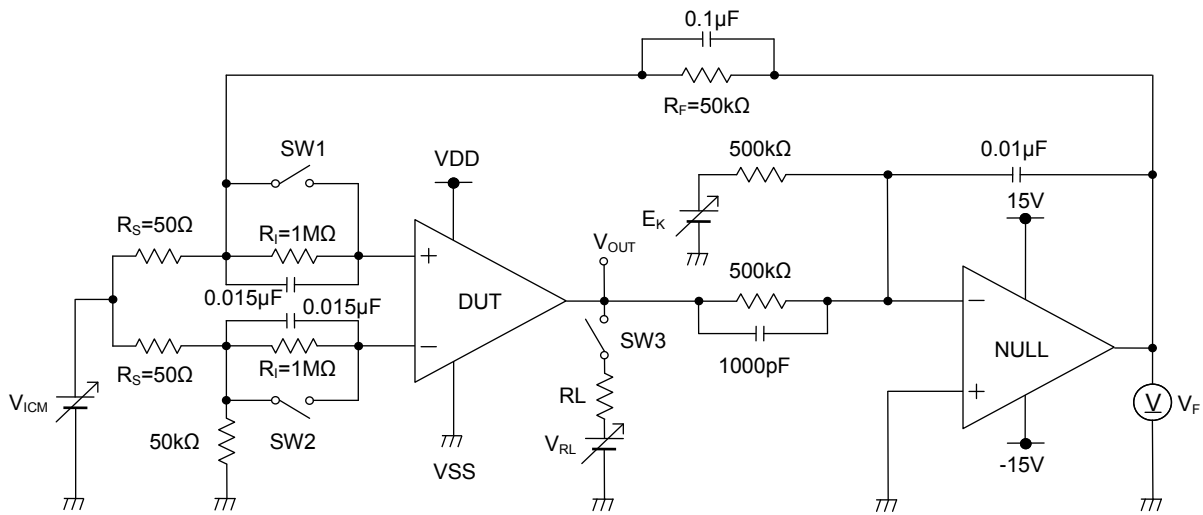 0.1μF
R_F=50kΩ
SW1
VDD
500kΩ
0.01μF
15V
R_S=50Ω
R_I=1MΩ
E_K
V_OUT
+
0.015μF
DUT
500kΩ
−
0.015μF
−
SW3
NULL
R_S=50Ω
R_I=1MΩ
1000pF
V_ICM
RL
+
V
V_F
50kΩ
SW2
VSS
V_RL
-15V